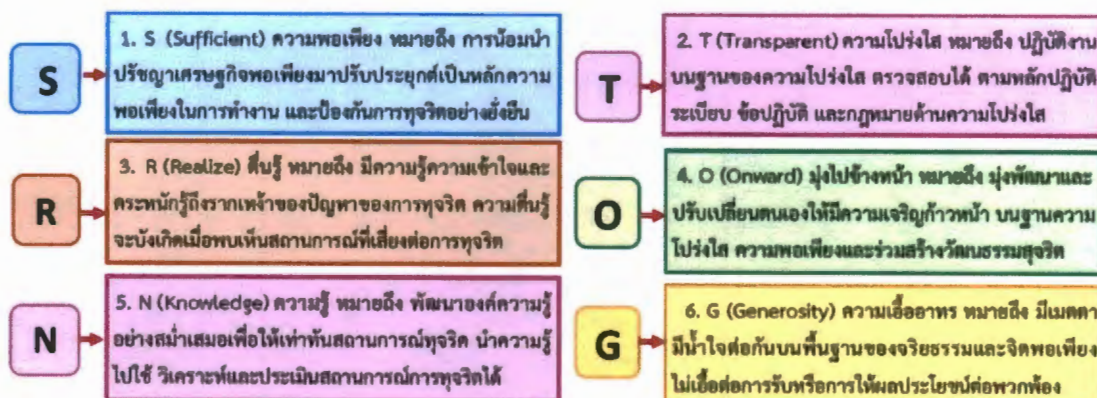 S
1. S (Sufficient) ความพอเพียง หมายถึง การน้อมนำ
ปรัชญาเศรษฐกิจพอเพียงมาปรับประยุกต์เป็นหลักความ
พอเพียงในการทำงาน และป้องกันการทุจริตอย่างยั่งยืน
T
2. T (Transparent) ความโปร่งใส หมายถึง ปฏิบัติงาน
บนฐานของความโปร่งใส ตรวจสอบได้ ตามหลักปฏิบัติ
ระเบียบ ข้อปฏิบัติ และกฎหมายด้านความโปร่งใส
R
3. R (Realize) ตื่นรู้ หมายถึง มีความรู้ความเข้าใจและ
ตระหนักรู้ถึงรากเหง้าของปัญหาของการทุจริต ความตื่นรู้
จะบังเกิดเมื่อพบเห็นสถานการณ์ที่เสี่ยงต่อการทุจริต
O
4. O (Onward) มุ่งไปข้างหน้า หมายถึง มุ่งพัฒนาและ
ปรับเปลี่ยนตนเองให้มีความเจริญก้าวหน้า บนฐานความ
โปร่งใส ความพอเพียงและร่วมสร้างวัฒนธรรมสุจริต
N
5. N (Knowledge) ความรู้ หมายถึง พัฒนาองค์ความรู้
อย่างสม่ำเสมอเพื่อให้เท่าทันสถานการณ์ทุจริต นำความรู้
ไปใช้ วิเคราะห์และประเมินสถานการณ์การทุจริตได้
G
6. G (Generosity) ความเอื้ออาทร หมายถึง มีเมตตา
มีน้ำใจต่อกันบนพื้นฐานของจริยธรรมและจิตพอเพียง
ไม่เอื้อต่อการรับหรือการให้ผลประโยชน์ต่อพวกพ้อง